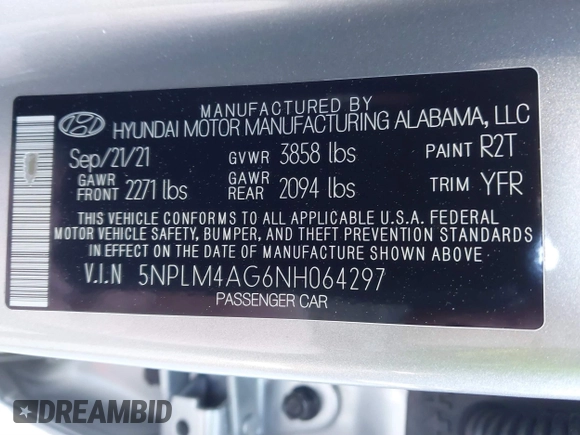 MANUFACTURED BY
HYUNDAI MOTOR MANUFACTURING ALABAMA, LLC
Sep/21/21 GVWR 3858 lbs PAINT R2T
GAWR FRONT 2271 lbs GAWR REAR 2094 lbs TRIM YFR
THIS VEHICLE CONFORMS TO ALL APPLICABLE U.S.A. FEDERAL
MOTOR VEHICLE SAFETY, BUMPER, AND THEFT PREVENTION STANDARDS
IN EFFECT ON THE DATE OF MANUFACTURE SHOWN ABOVE
V.I.N 5NPLM4AG6NH064297
PASSENGER CAR
DREAMBID